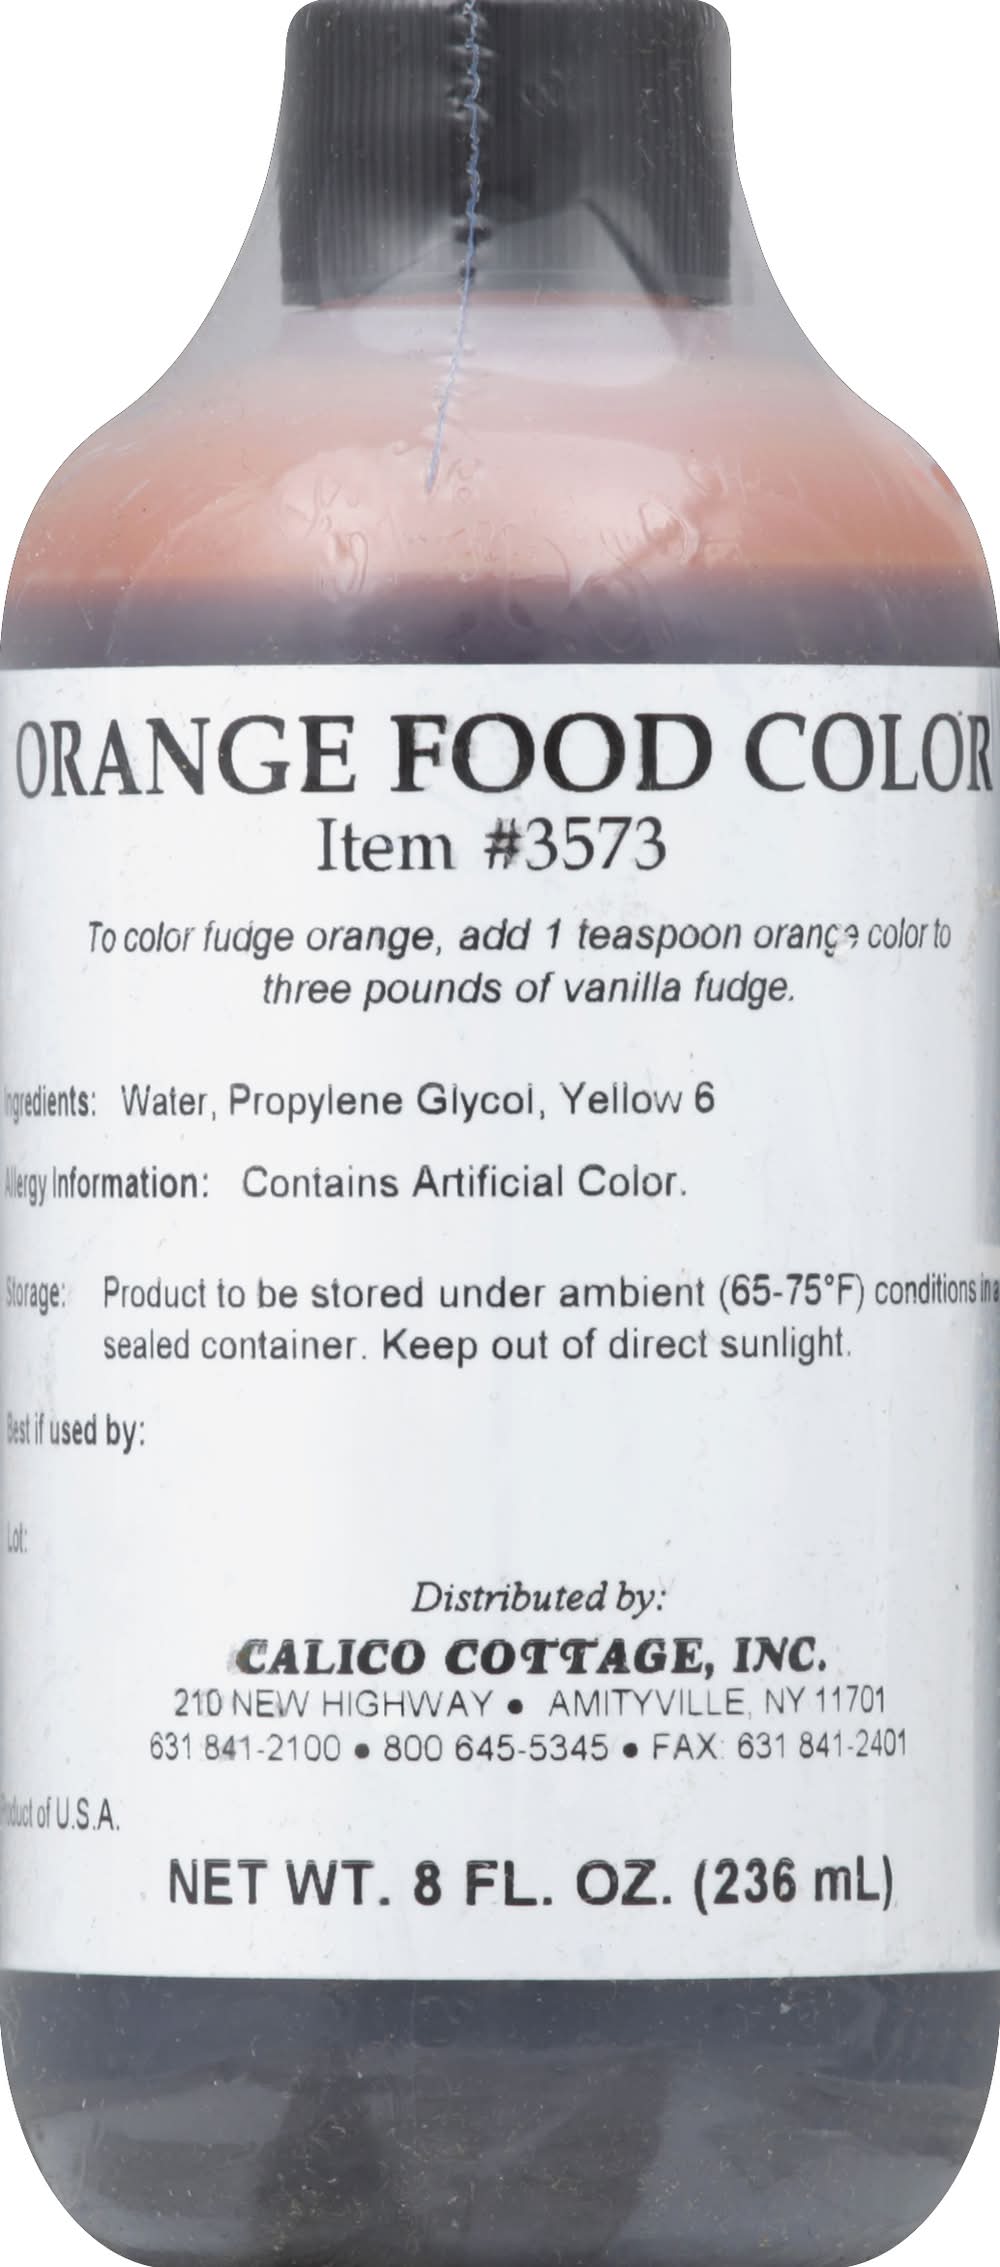 ORANGE FOOD COLOR
Item #3573
To color fudge orange, add 1 teaspoon orange color to
three pounds of vanilla fudge.
Ingredients: Water, Propylene Glycol, Yellow 6
Allergy Information: Contains Artificial Color.
Storage: Product to be stored under ambient (65-75°F) conditions in a
sealed container. Keep out of direct sunlight.
Best if used by:
Lot:
Distributed by:
CALICO COTTAGE, INC.
210 NEW HIGHWAY • AMITYVILLE, NY 11701
631 841-2100 • 800 645-5345 • FAX: 631 841-2401
Product of U.S.A.
NET WT. 8 FL. OZ. (236 mL)